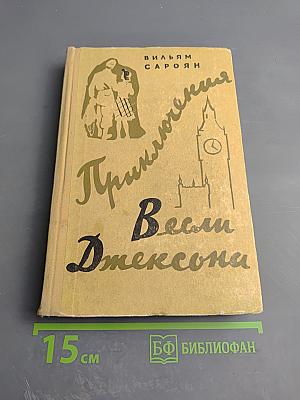 ВИЛЬЯМ
САРОЯН
Приключения
Весли
Джексона
15 см
БФ БИБЛИОФАН